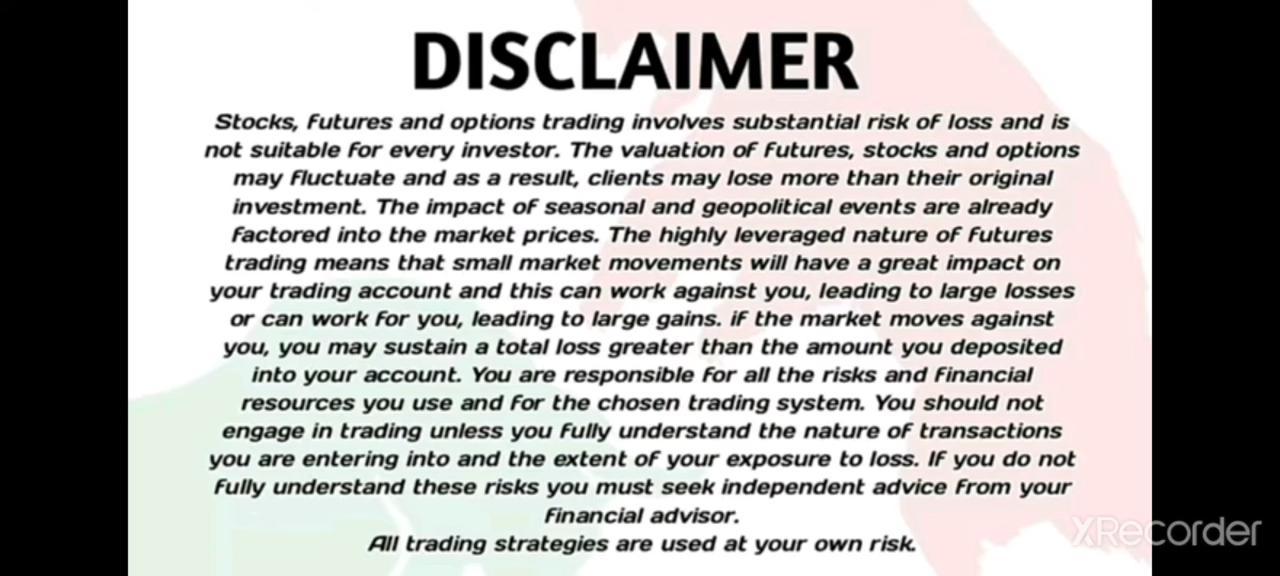 DISCLAIMER
Stocks, futures and options trading involves substantial risk of loss and is
not suitable for every investor. The valuation of futures, stocks and options
may fluctuate and as a result, clients may lose more than their original
investment. The impact of seasonal and geopolitical events are already
factored into the market prices. The highly leveraged nature of futures
trading means that small market movements will have a great impact on
your trading account and this can work against you, leading to large losses
or can work for you, leading to large gains. if the market moves against
you, you may sustain a total loss greater than the amount you deposited
into your account. You are responsible for all the risks and financial
resources you use and for the chosen trading system. You should not
engage in trading unless you fully understand the nature of transactions
you are entering into and the extent of your exposure to loss. If you do not
fully understand these risks you must seek independent advice from your
financial advisor.
All trading strategies are used at your own risk.
XRecorder